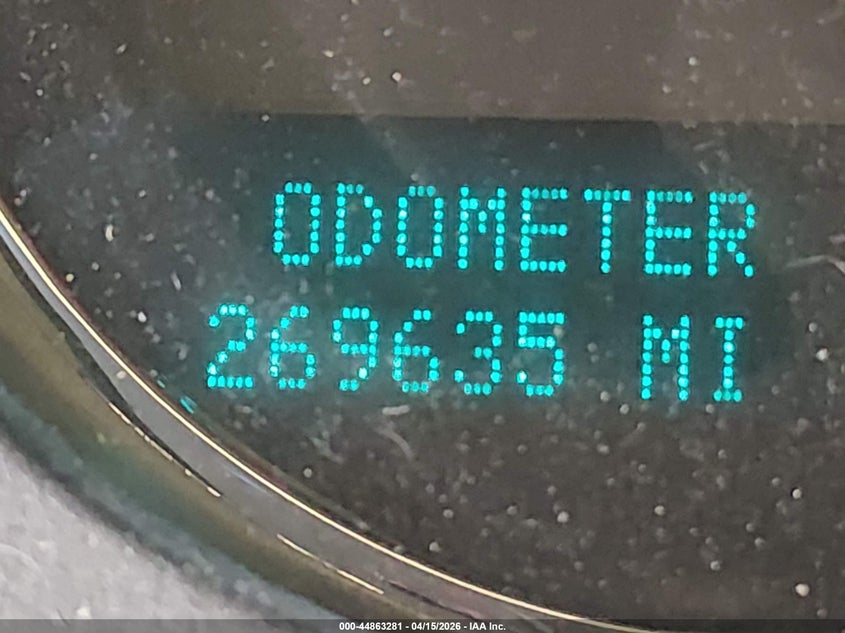 ODOMETER
269635 MI
000-44863281 - 04/15/2026 - IAA Inc.